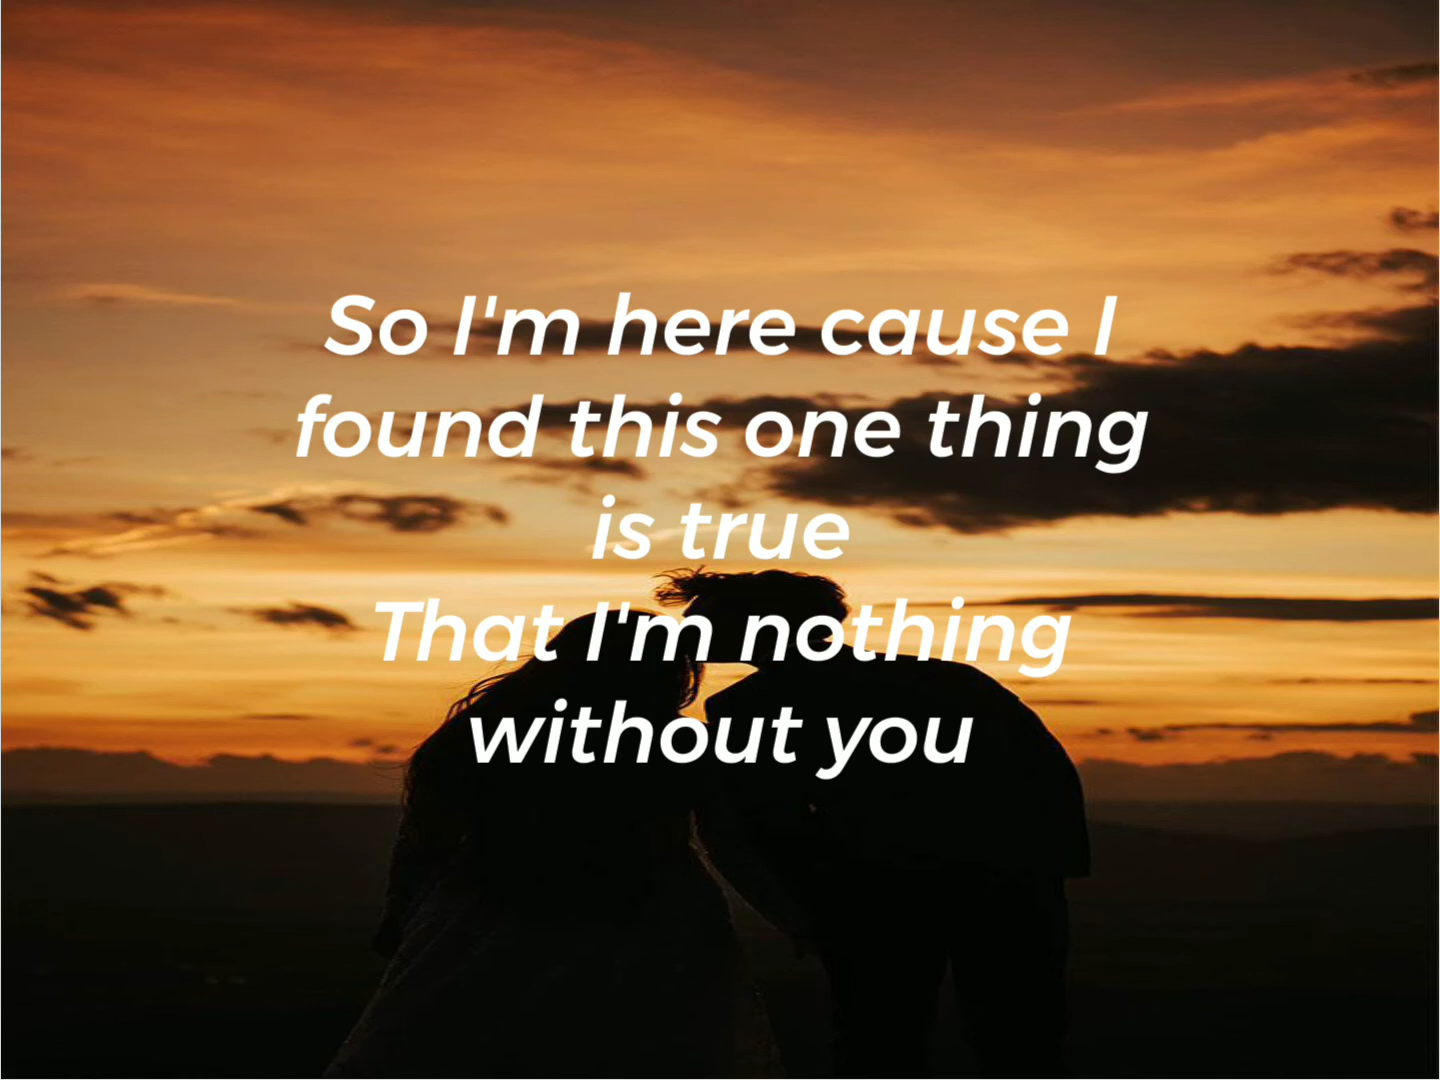 So I'm here cause I
found this one thing
is true
That I'm nothing
without you